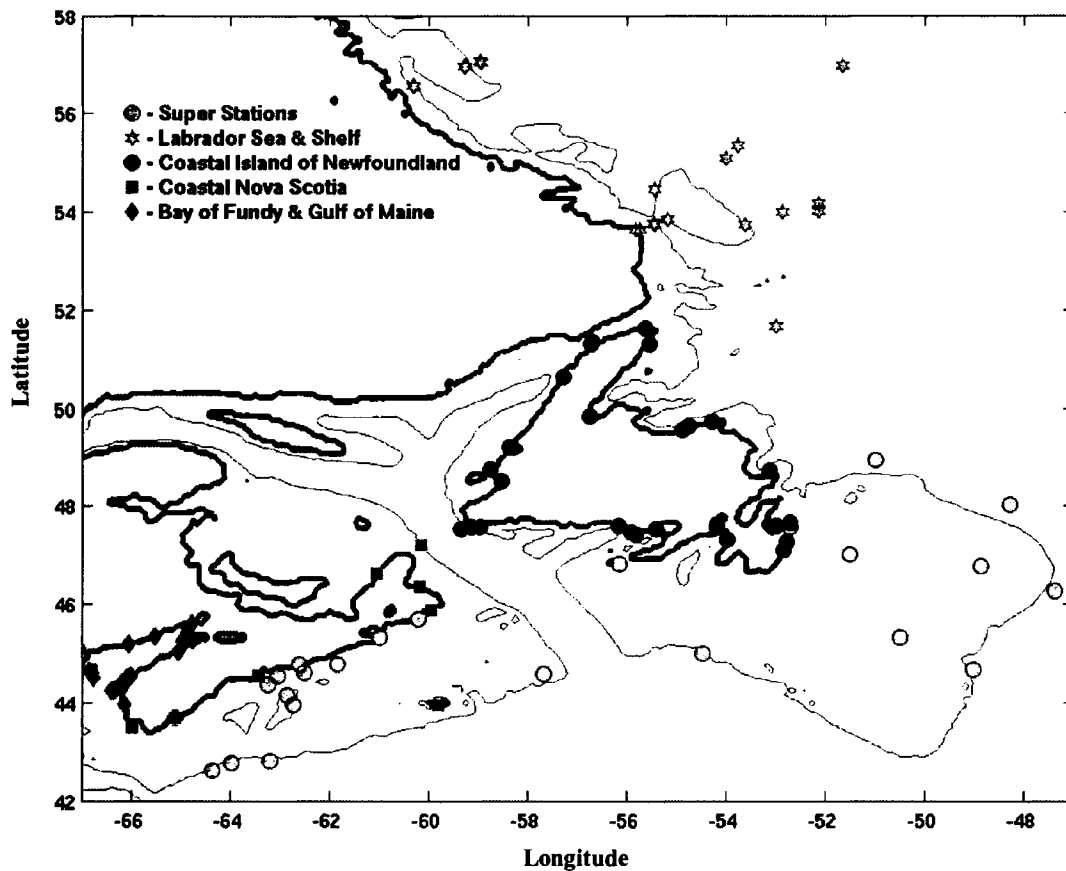 58
56
54
52
50
48
46
44
42
Latitude
- Super Stations
- Labrador Sea & Shelf
- Coastal Island of Newfoundland
- Coastal Nova Scotia
- Bay of Fundy & Gulf of Maine
-66 -64 -62 -60 -58 -56 -54 -52 -50 -48
Longitude